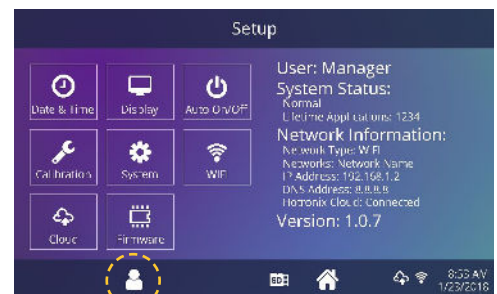 Setup
Date & Time
Display
Auto On/Off
Calibration
System
WiFi
Cloud
Firmware
User: Manager
System Status:
Normal
Lifetime Applications: 1234
Network Information:
Network Type: WiFi
Networks: Network Name
IP Address: 192.168.1.2
DNS Address: 8.8.8.8
Hotronix Cloud: Connected
Version: 1.0.7
SD
8:53 AM
1/23/2018